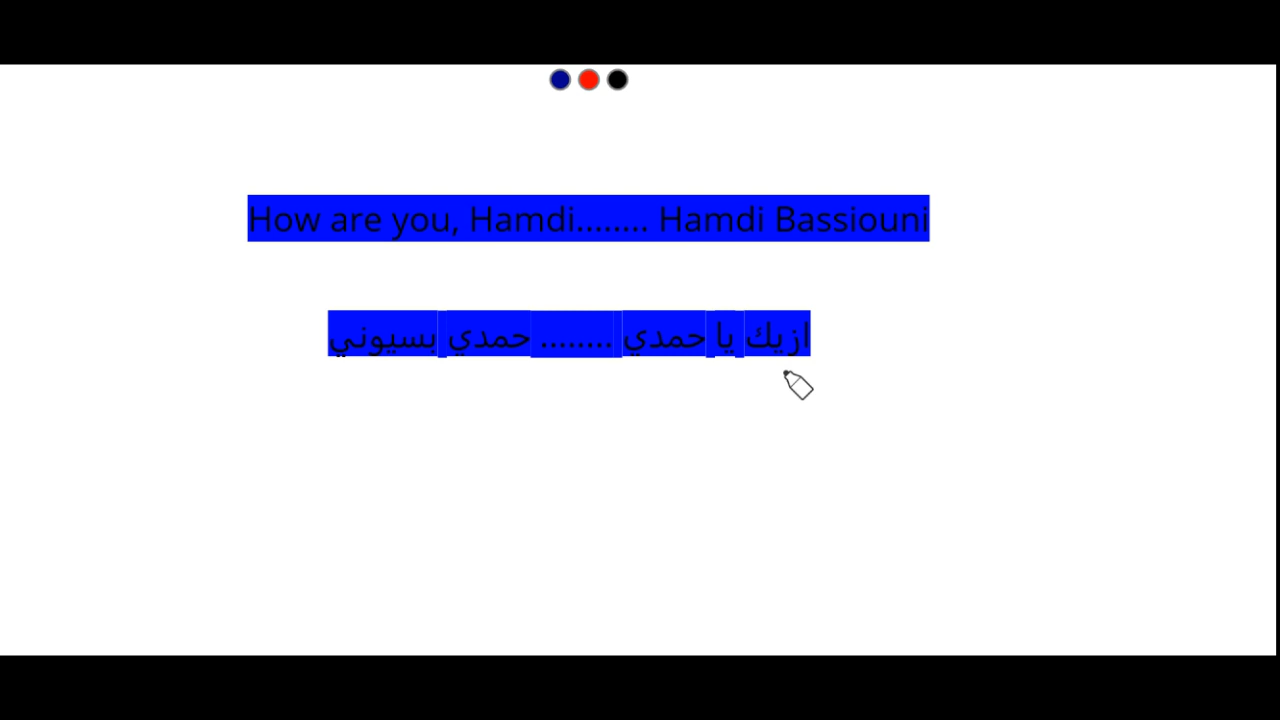 How are you, Hamdi........ Hamdi Bassiouni
ازيك يا حمدي ........ حمدي بسيوني